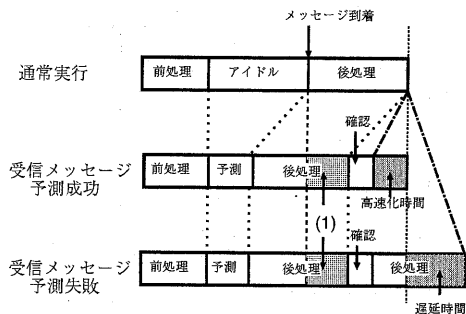 メッセージ到着
通常実行
前処理
アイドル
後処理
確認
受信メッセージ
予測成功
前処理
予測
後処理
高速化時間
(1)
確認
受信メッセージ
予測失敗
前処理
予測
後処理
後処理
遅延時間